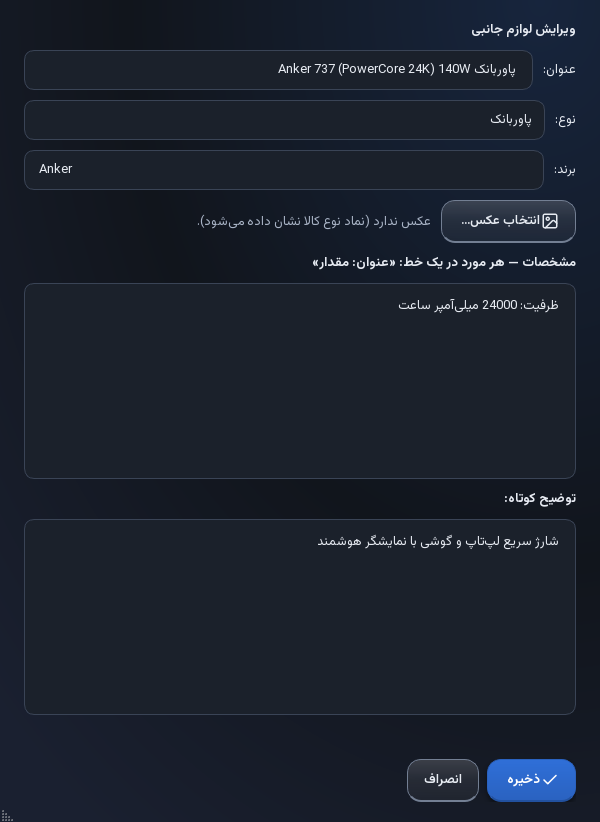 ویرایش لوازم جانبی
عنوان: پاوربانک Anker 737 (PowerCore 24K) 140W
نوع: پاوربانک
برند: Anker
انتخاب عکس... عکس ندارد (نماد نوع کالا نشان داده می‌شود).
مشخصات — هر مورد در یک خط: «عنوان: مقدار»
ظرفیت: 24000 میلی‌آمپر ساعت
توضیح کوتاه:
شارژ سریع لپ‌تاپ و گوشی با نمایشگر هوشمند
ذخیره انصراف